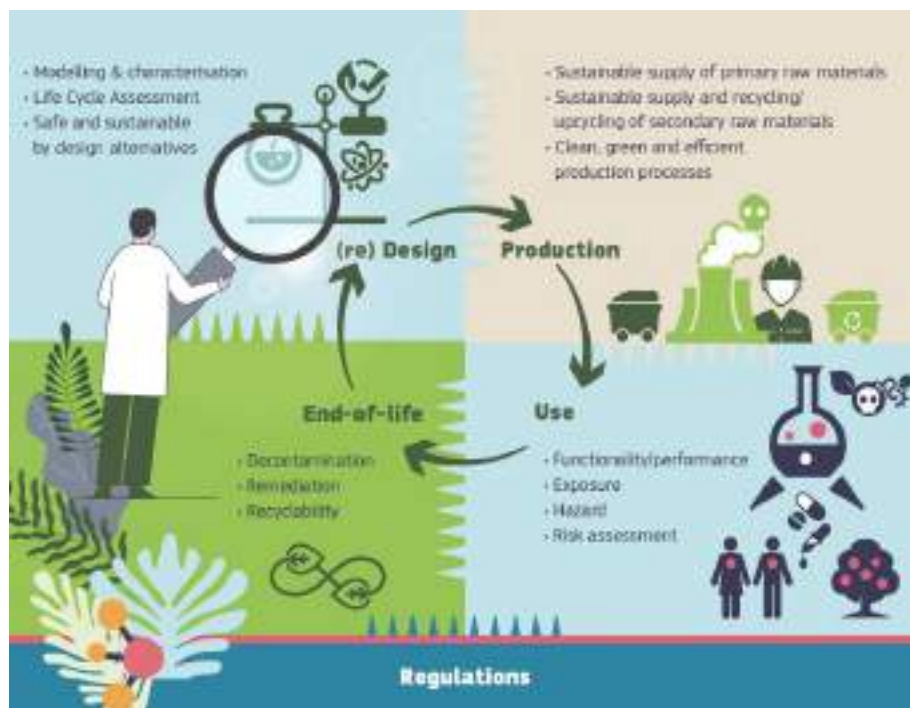 - Modelling & characterisation
- Life Cycle Assessment
- Safe and sustainable
by design alternatives
- Sustainable supply of primary raw materials
- Sustainable supply and recycling/
upcycling of secondary raw materials
- Clean, green and efficient
production processes
(re) Design
Production
End-of-life
Use
- Decontamination
- Remediation
- Recyclability
- Functionality/performance
- Exposure
- Hazard
- Risk assessment
Regulations